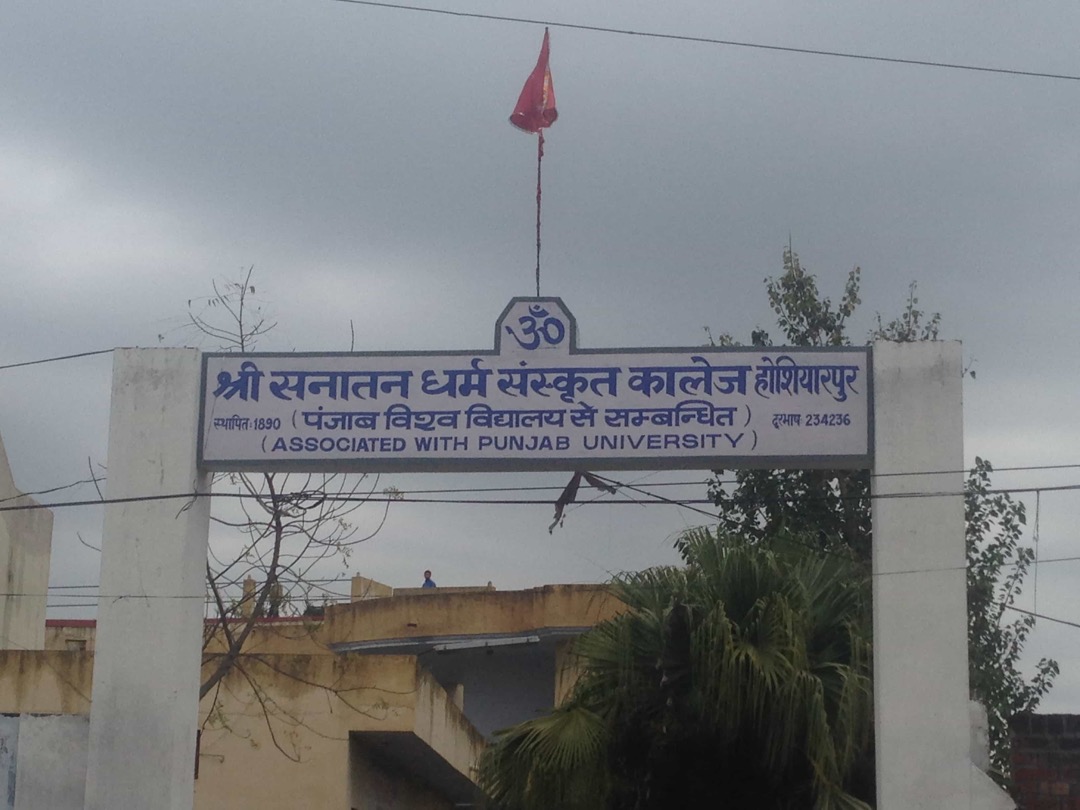 ॐ
श्री सनातन धर्म संस्कृत कालेज होशियारपुर
स्थापित: 1890 ( पंजाब विश्व विद्यालय से सम्बन्धित ) दूरभाष: 234236
(ASSOCIATED WITH PUNJAB UNIVERSITY)